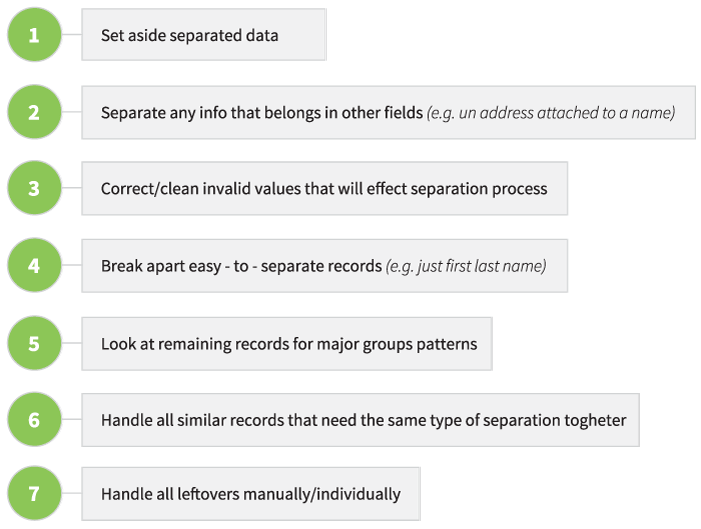 1 Set aside separated data
2 Separate any info that belongs in other fields (e.g. un address attached to a name)
3 Correct/clean invalid values that will effect separation process
4 Break apart easy - to - separate records (e.g. just first last name)
5 Look at remaining records for major groups patterns
6 Handle all similar records that need the same type of separation togheter
7 Handle all leftovers manually/individually